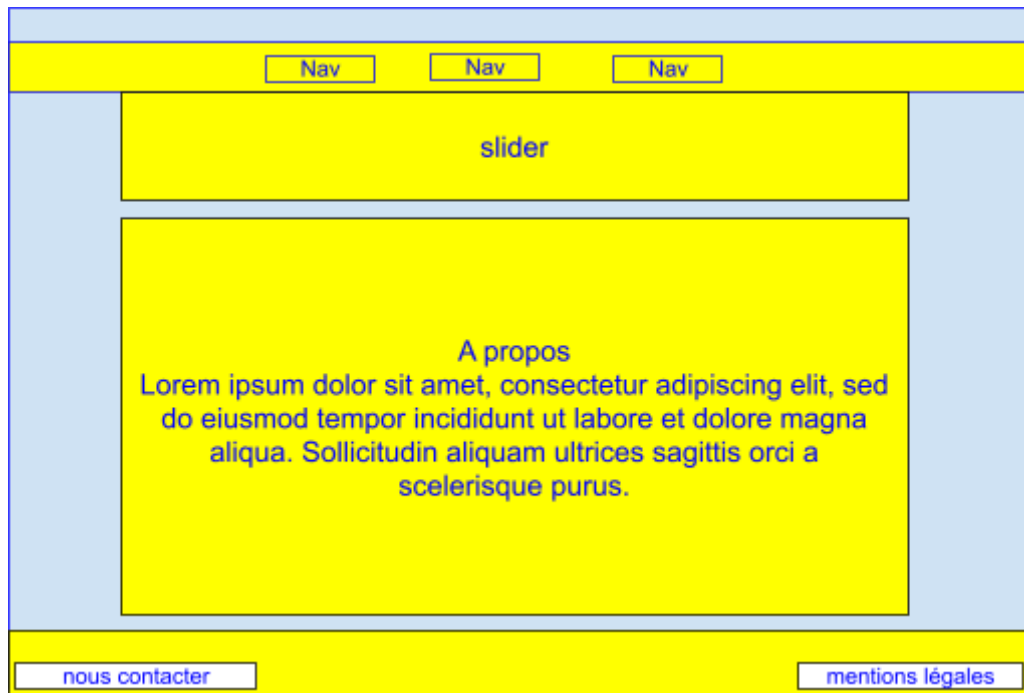 Nav Nav Nav
slider
A propos
Lorem ipsum dolor sit amet, consectetur adipiscing elit, sed
do eiusmod tempor incididunt ut labore et dolore magna
aliqua. Sollicitudin aliquam ultrices sagittis orci a
scelerisque purus.
nous contacter mentions légales